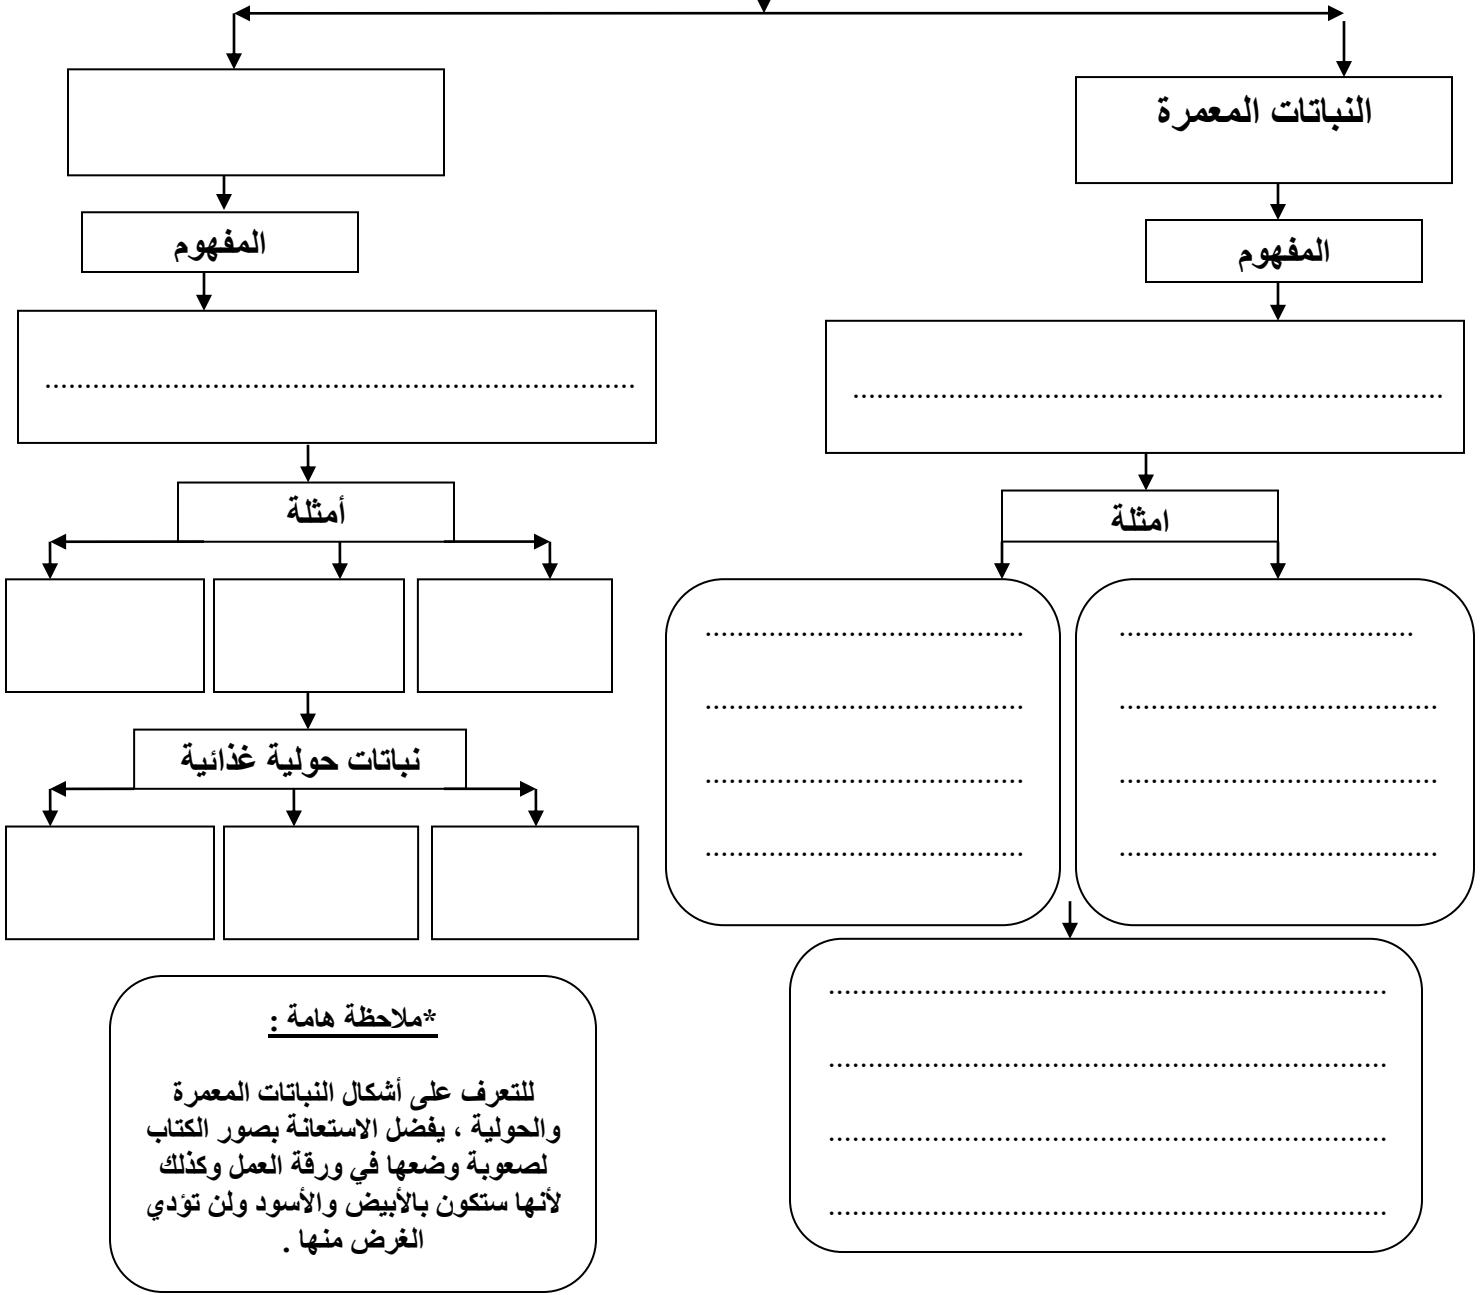 النباتات المعمرة
المفهوم
المفهوم
................................................................
................................................................
أمثلة
امثلة
........................................
........................................
........................................
........................................
........................................
........................................
نباتات حولية غذائية
........................................
........................................
................................................................
*ملاحظة هامة :
................................................................
للتعرف على أشكال النباتات المعمرة
والحولية ، يفضل الاستعانة بصور الكتاب
................................................................
لصعوبة وضعها في ورقة العمل وكذلك
لأنها ستكون بالأبيض والأسود ولن تؤدي
................................................................
الغرض منها .